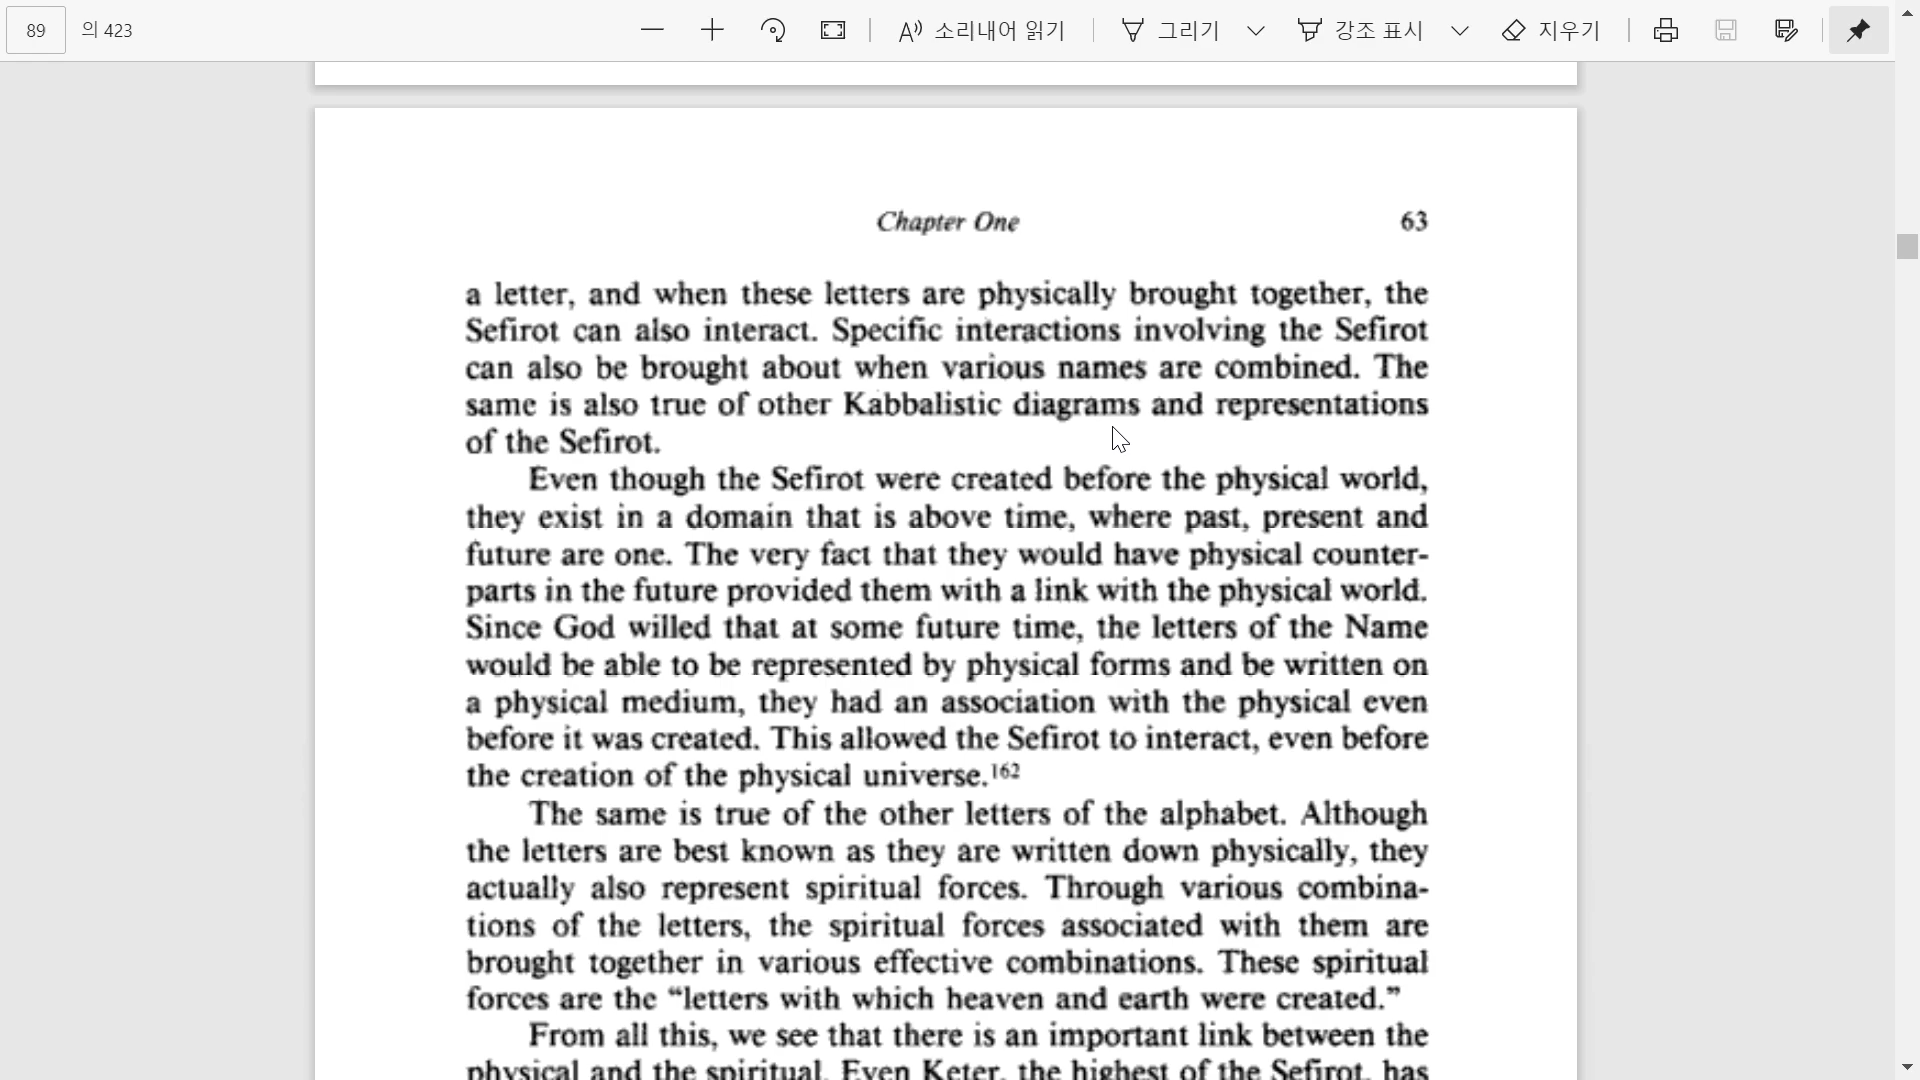 89 의 423 소리내어 읽기 그리기 강조 표시 지우기
Chapter One 63
a letter, and when these letters are physically brought together, the
Sefirot can also interact. Specific interactions involving the Sefirot
can also be brought about when various names are combined. The
same is also true of other Kabbalistic diagrams and representations
of the Sefirot.
Even though the Sefirot were created before the physical world,
they exist in a domain that is above time, where past, present and
future are one. The very fact that they would have physical counter-
parts in the future provided them with a link with the physical world.
Since God willed that at some future time, the letters of the Name
would be able to be represented by physical forms and be written on
a physical medium, they had an association with the physical even
before it was created. This allowed the Sefirot to interact, even before
the creation of the physical universe.162
The same is true of the other letters of the alphabet. Although
the letters are best known as they are written down physically, they
actually also represent spiritual forces. Through various combina-
tions of the letters, the spiritual forces associated with them are
brought together in various effective combinations. These spiritual
forces are the “letters with which heaven and earth were created.”
From all this, we see that there is an important link between the
physical and the spiritual. Even Keter, the highest of the Sefirot, has